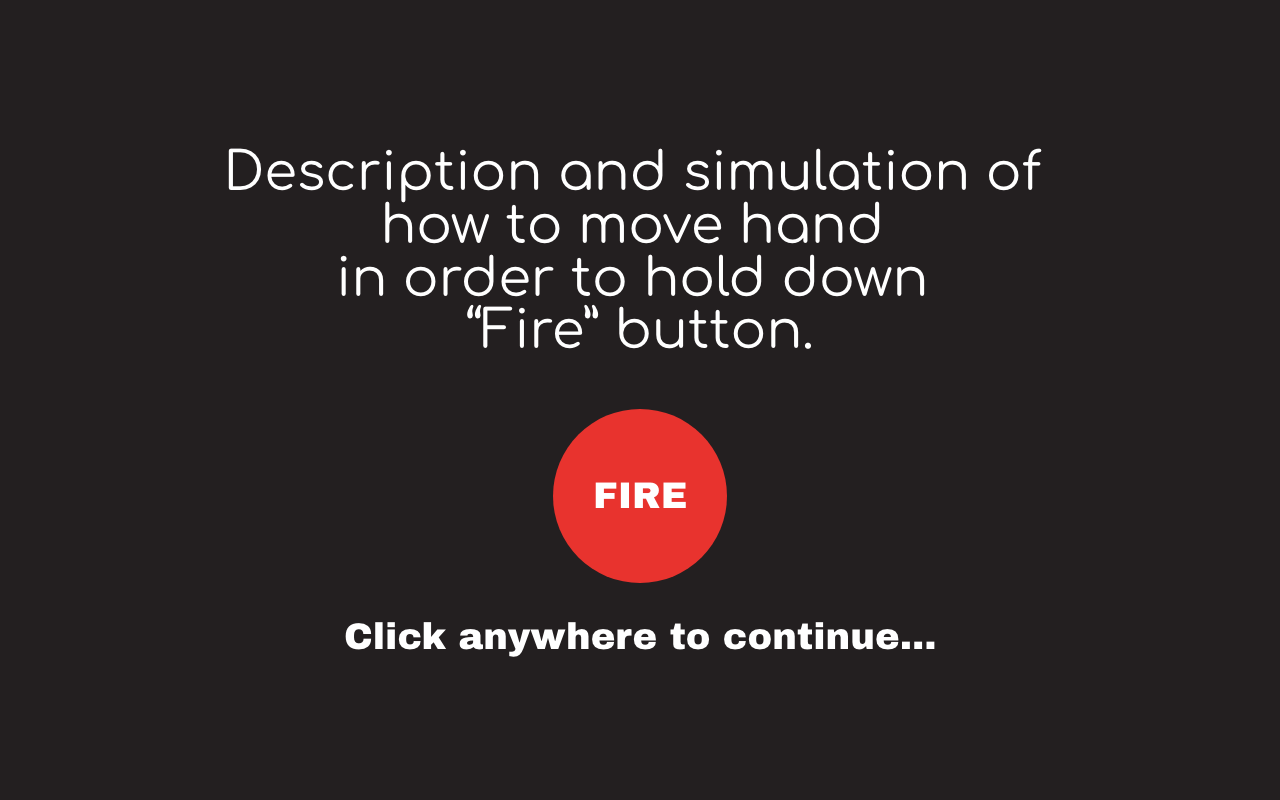 Description and simulation of
how to move hand
in order to hold down
“Fire” button.
FIRE
Click anywhere to continue...